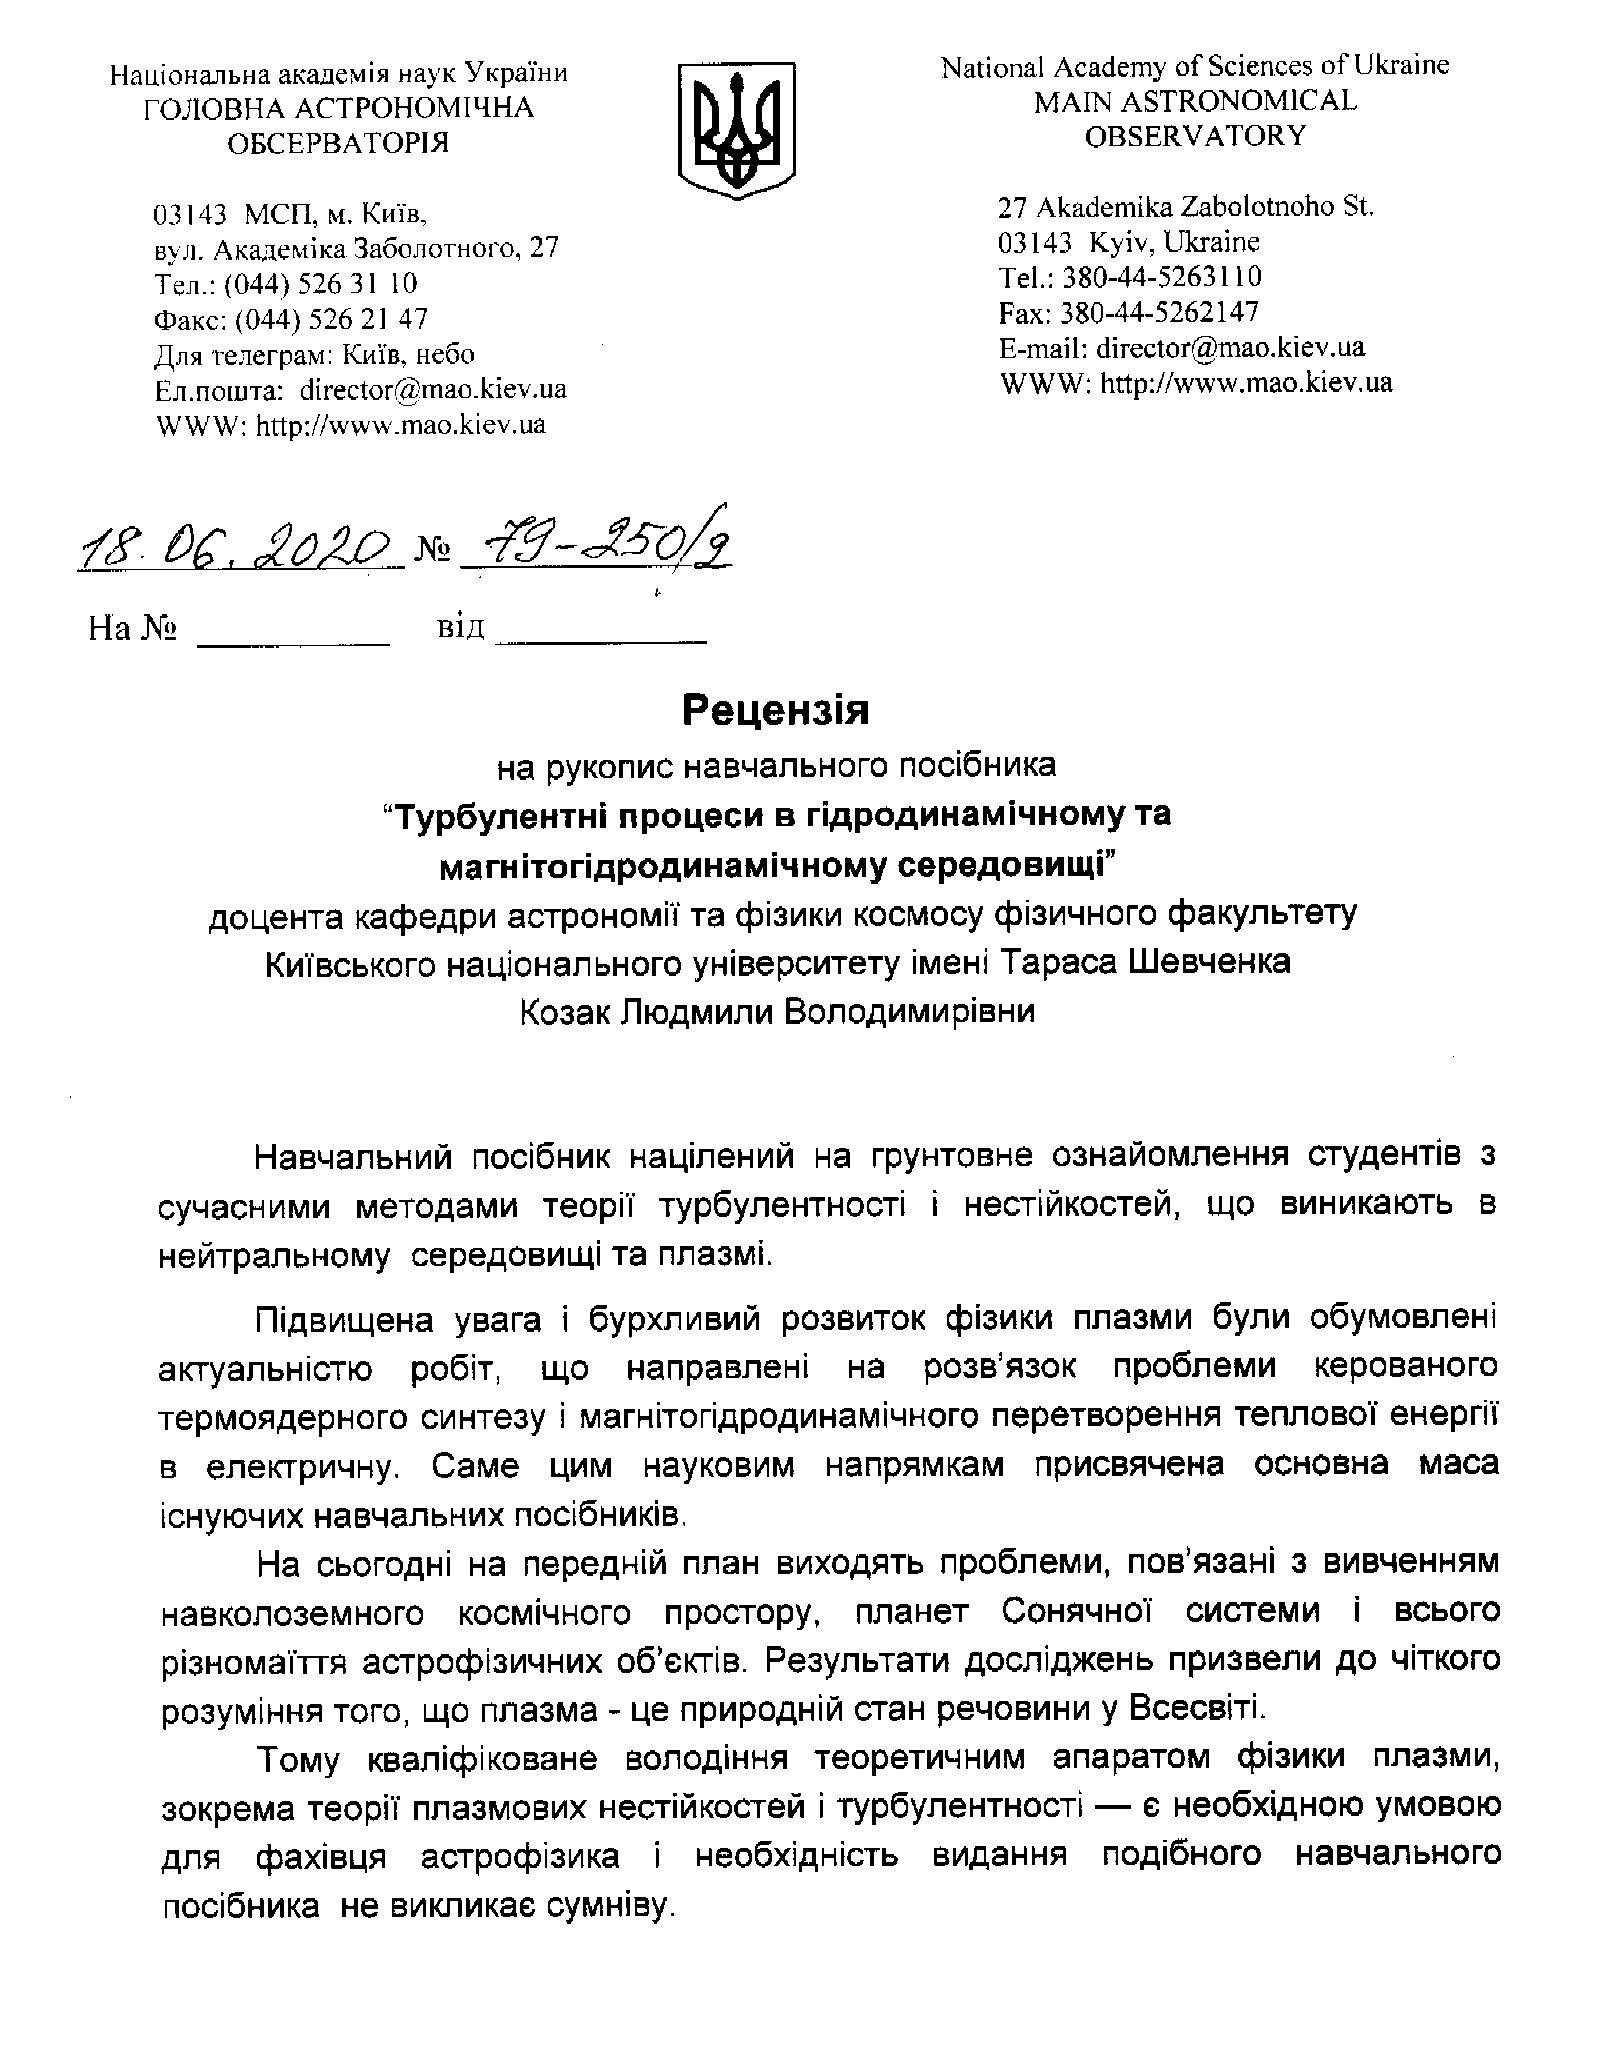 Національна академія наук України
ГОЛОВНА АСТРОНОМІЧНА
ОБСЕРВАТОРІЯ
03143 МСП, м. Київ,
вул. Академіка Заболотного, 27
Тел.: (044) 526 31 10
Факс: (044) 526 21 47
Для телеграм: Київ, небо
Ел.пошта: director@mao.kiev.ua
WWW: http://www.mao.kiev.ua
National Academy of Sciences of Ukraine
MAIN ASTRONOMICAL
OBSERVATORY
27 Akademika Zabolotnoho St.
03143 Kyiv, Ukraine
Tel.: 380-44-5263110
Fax: 380-44-5262147
E-mail: director@mao.kiev.ua
WWW: http://www.mao.kiev.ua
18.06.2020 № 79-250/2
На № від
Рецензія
на рукопис навчального посібника
“Турбулентні процеси в гідродинамічному та
магнітогідродинамічному середовищі”
доцента кафедри астрономії та фізики космосу фізичного факультету
Київського національного університету імені Тараса Шевченка
Козак Людмили Володимирівни
Навчальний посібник націлений на грунтовне ознайомлення студентів з
сучасними методами теорії турбулентності і нестійкостей, що виникають в
нейтральному середовищі та плазмі.
Підвищена увага і бурхливий розвиток фізики плазми були обумовлені
актуальністю робіт, що направлені на розв’язок проблеми керованого
термоядерного синтезу і магнітогідродинамічного перетворення теплової енергії
в електричну. Саме цим науковим напрямкам присвячена основна маса
існуючих навчальних посібників.
На сьогодні на передній план виходять проблеми, пов’язані з вивченням
навколоземного космічного простору, планет Сонячної системи і всього
різномаїття астрофізичних об’єктів. Результати досліджень призвели до чіткого
розуміння того, що плазма - це природній стан речовини у Всесвіті.
Тому кваліфіковане володіння теоретичним апаратом фізики плазми,
зокрема теорії плазмових нестійкостей і турбулентності — є необхідною умовою
для фахівця астрофізика і необхідність видання подібного навчального
посібника не викликає сумніву.